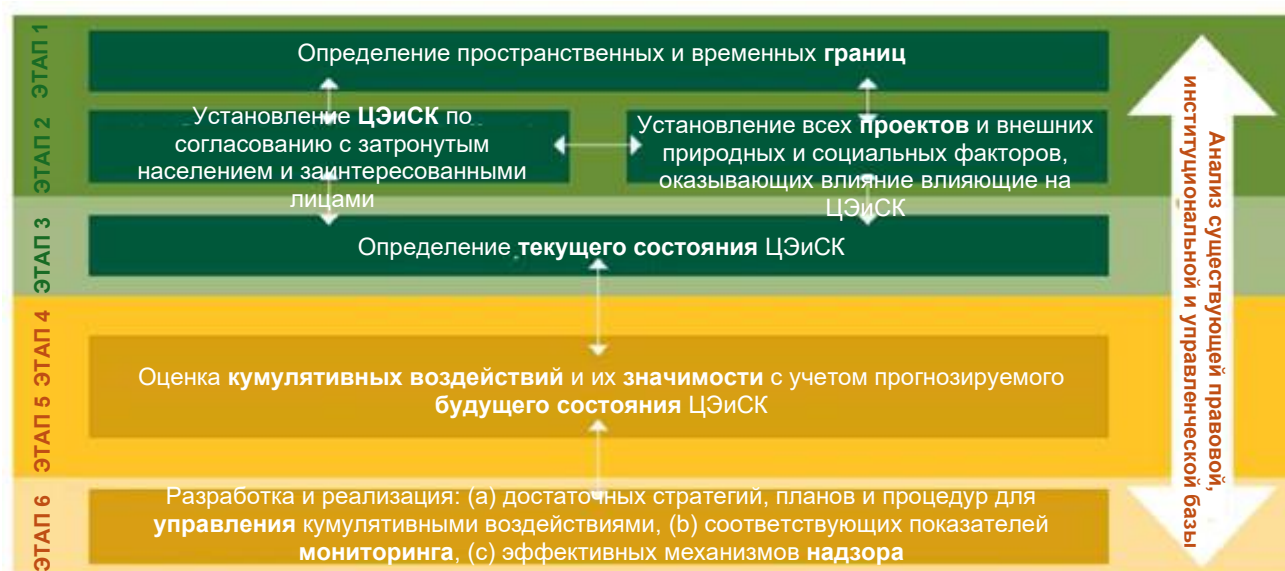 ЭТАП 1
Определение пространственных и временных границ
ЭТАП 2
Установление ЦЭиСК по
согласованию с затронутым
населением и заинтересованными
лицами
Установление всех проектов и внешних
природных и социальных факторов,
оказывающих влияние влияющие на
ЦЭиСК
ЭТАП 3
Определение текущего состояния ЦЭиСК
ЭТАП 4
ЭТАП 5
Оценка кумулятивных воздействий и их значимости с учетом прогнозируемого
будущего состояния ЦЭиСК
ЭТАП 6
Разработка и реализация: (a) достаточных стратегий, планов и процедур для
управления кумулятивными воздействиями, (b) соответствующих показателей
мониторинга, (c) эффективных механизмов надзора
Анализ существующей правовой,
институциональной и управленческой базы